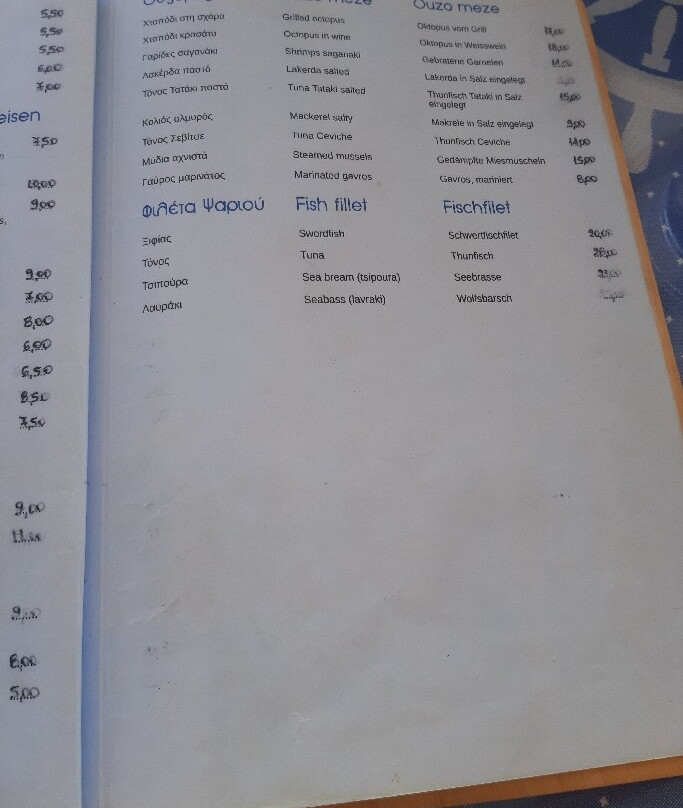 5,50
5,50
5,50
6,00
7,00
eisen
7,50
10,00
9,00
s,
9,00
7,00
8,00
6,00
6,50
8,50
7,50
9,00
8,00
5,00
meze Ouzo meze
Χταπόδι στη σχάρα Grilled octopus Oktopus vom Grill
Χταπόδι κρασάτο Octopus in wine Oktopus in Weisswein
Γαρίδες σαγανάκι Shrimps saganaki Gebratene Garnelen
Λακέρδα παστό Lakerda salted Lakerda in Salz eingelegt
Τόνος Τατάκι παστό Tuna Tataki salted Thunfisch Tataki in Salz 15,00
eingelegt
Κολιός αλμυρός Mackerel salty Makrele in Salz eingelegt 9,00
Τόνος Σεβίτσε Tuna Ceviche Thunfisch Ceviche 14,00
Μύδια αχνιστά Steamed mussels Gedämpfte Miesmuscheln 15,00
Γαύρος μαρινάτος Marinated gavros Gavros, mariniert 8,00
Φιλέτα Ψαριού Fish fillet Fischfilet
Ξιφίας Swordfish Schwertfischfilet 20,00
Τόνος Tuna Thunfisch
Τσιπούρα Sea bream (tsipoura) Seebrasse
Λαυράκι Seabass (lavraki) Wolfsbarsch